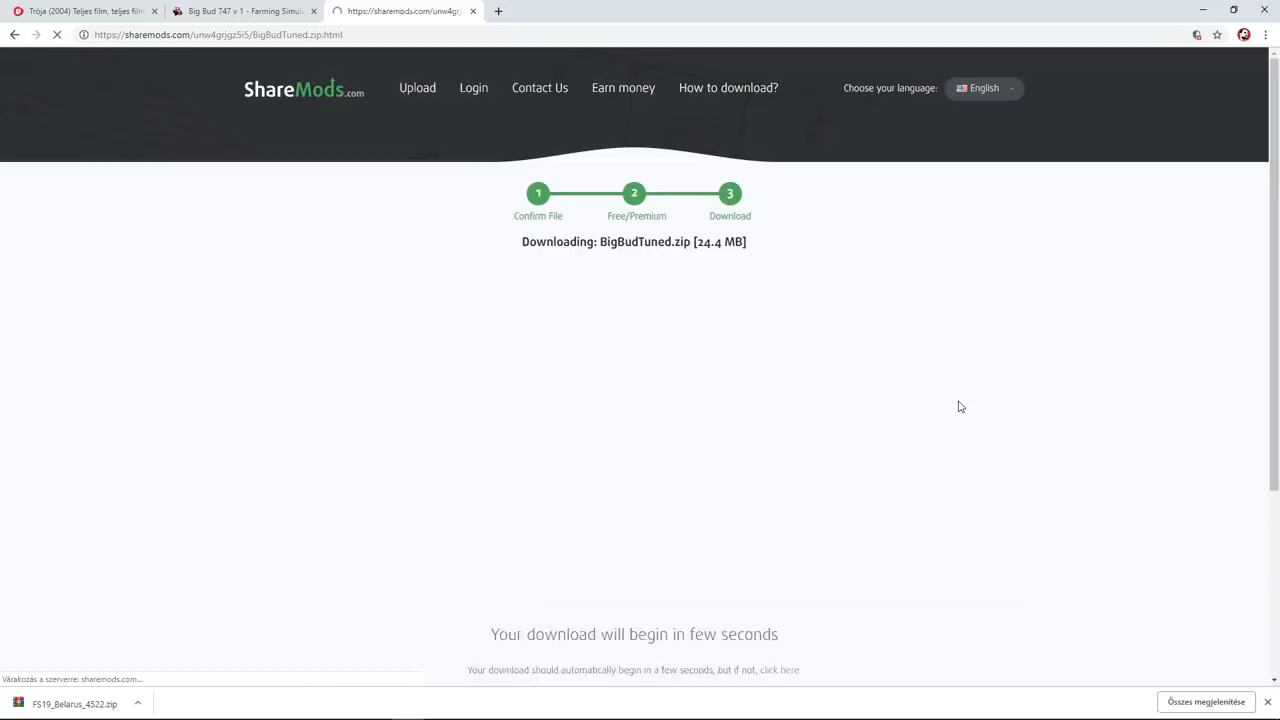 Trója (2004) Teljes film, teljes film
Big Bud 747 v 1 - Farming Simula
https://sharemods.com/unw4grj
https://sharemods.com/unw4grjgz5i5/BigBudTuned.zip.html
ShareMods.com
Upload
Login
Contact Us
Earn money
How to download?
Choose your language:
English
1
2
3
Confirm File
Free/Premium
Download
Downloading: BigBudTuned.zip [24.4 MB]
Your download will begin in few seconds
Your download should automatically begin in a few seconds, but if not, click here
Várakozás a szerverre: sharemods.com...
FS19_Belarus_4522.zip
Összes megjelenítése